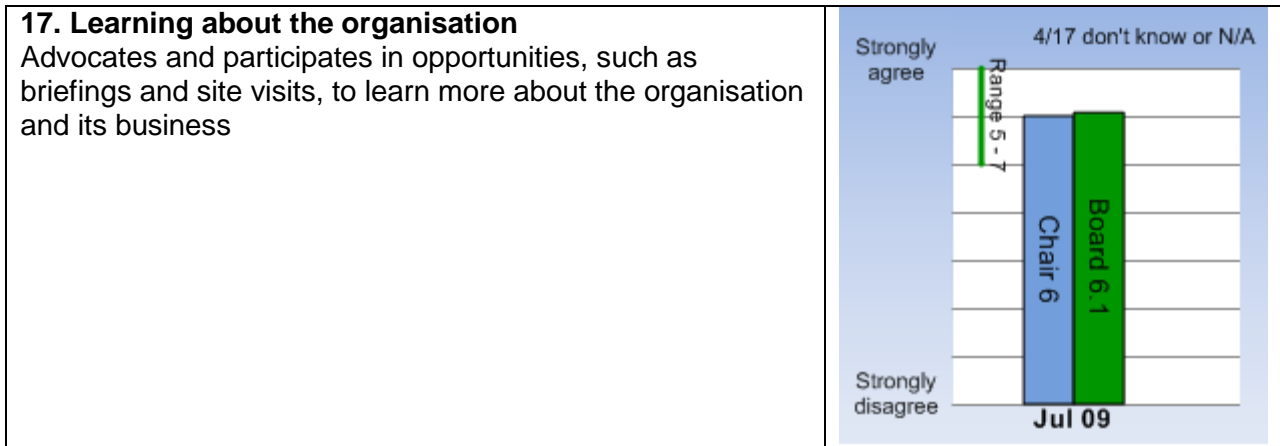 17. Learning about the organisation
Advocates and participates in opportunities, such as
briefings and site visits, to learn more about the organisation
and its business
4/17 don't know or N/A
Strongly
agree
Range 5 - 7
Chair 6
Board 6.1
Strongly
disagree
Jul 09